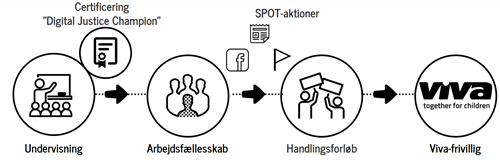 Certificering
"Digital Justice Champion"
SPOT-aktioner
viva
together for children
Undervisning
Arbejdsfællesskab
Handlingsforløb
Viva-frivillig